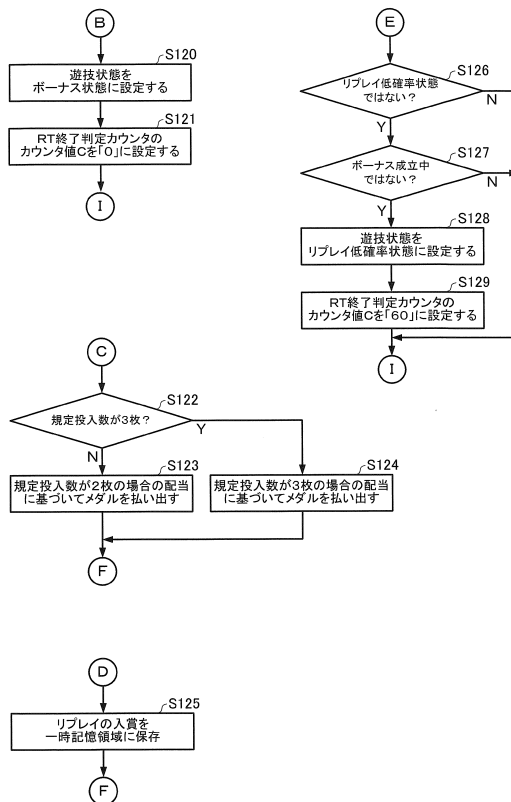 B
S120
遊技状態を
ボーナス状態に設定する
S121
RT終了判定カウンタの
カウンタ値Cを「0」に設定する
I
E
S126
リプレイ低確率状態
ではない?
N
Y
S127
ボーナス成立中
ではない?
N
Y
S128
遊技状態を
リプレイ低確率状態に設定する
S129
RT終了判定カウンタの
カウンタ値Cを「60」に設定する
I
C
S122
規定投入数が3枚?
Y
N
S123
規定投入数が2枚の場合の配当
に基づいてメダルを払い出す
S124
規定投入数が3枚の場合の配当
に基づいてメダルを払い出す
F
D
S125
リプレイの入賞を
一時記憶領域に保存
F